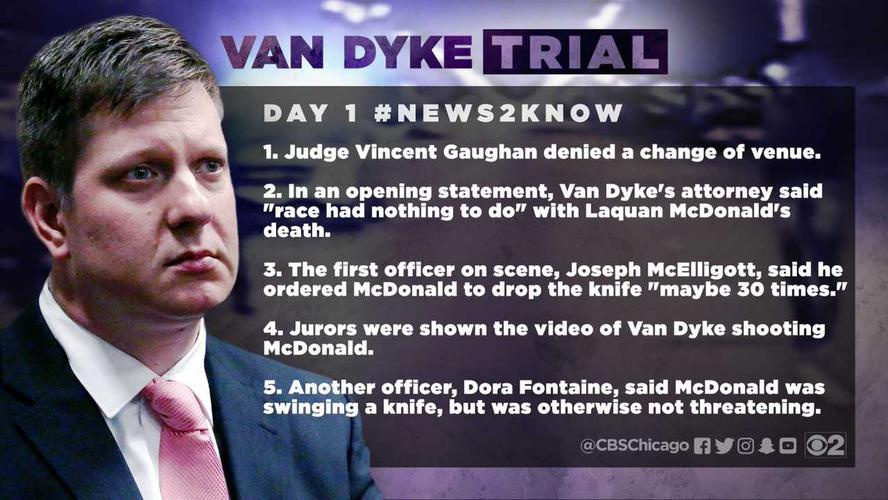 VAN DYKE TRIAL
DAY 1 #NEWS2KNOW
1. Judge Vincent Gaughan denied a change of venue.
2. In an opening statement, Van Dyke's attorney said
"race had nothing to do" with Laquan McDonald's
death.
3. The first officer on scene, Joseph McElligott, said he
ordered McDonald to drop the knife "maybe 30 times."
4. Jurors were shown the video of Van Dyke shooting
McDonald.
5. Another officer, Dora Fontaine, said McDonald was
swinging a knife, but was otherwise not threatening.
@CBSChicago 2